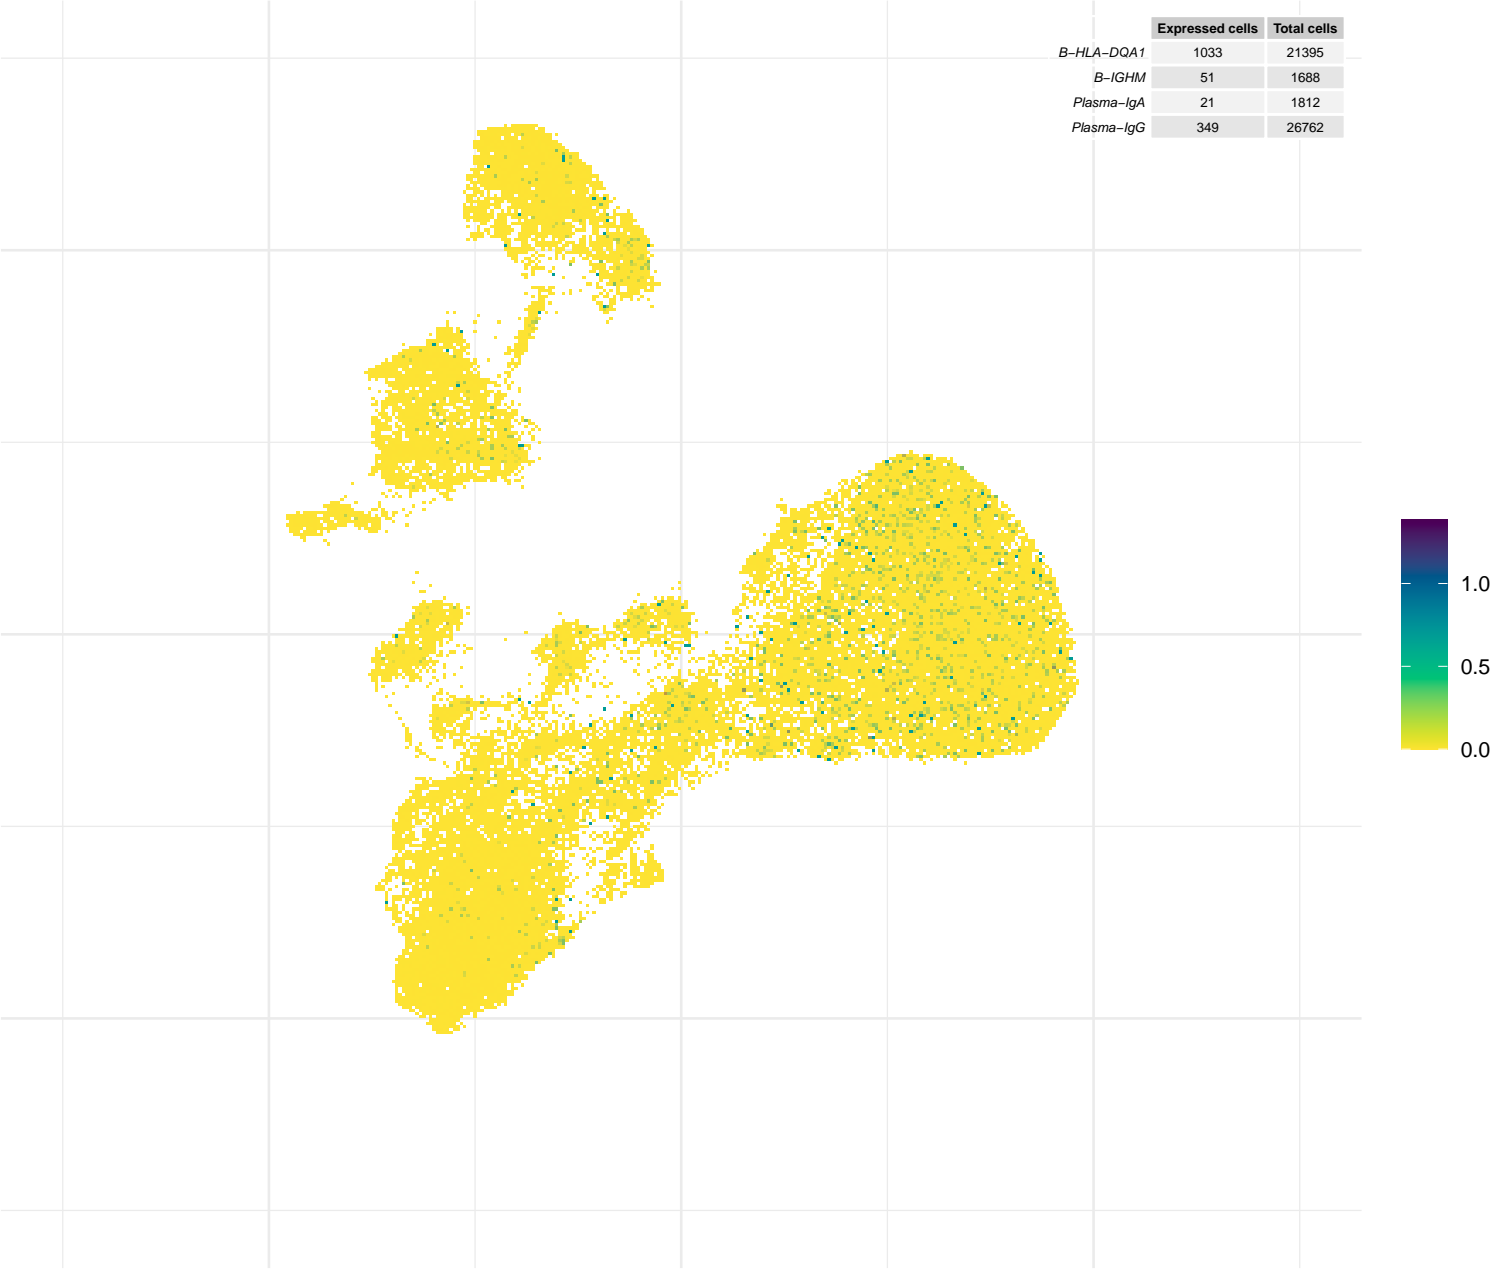 Expressed cells Total cells
B−HLA−DQA1 1033 21395
B−IGHM 51 1688
Plasma−IgA 21 1812
Plasma−IgG 349 26762
1.0
0.5
0.0